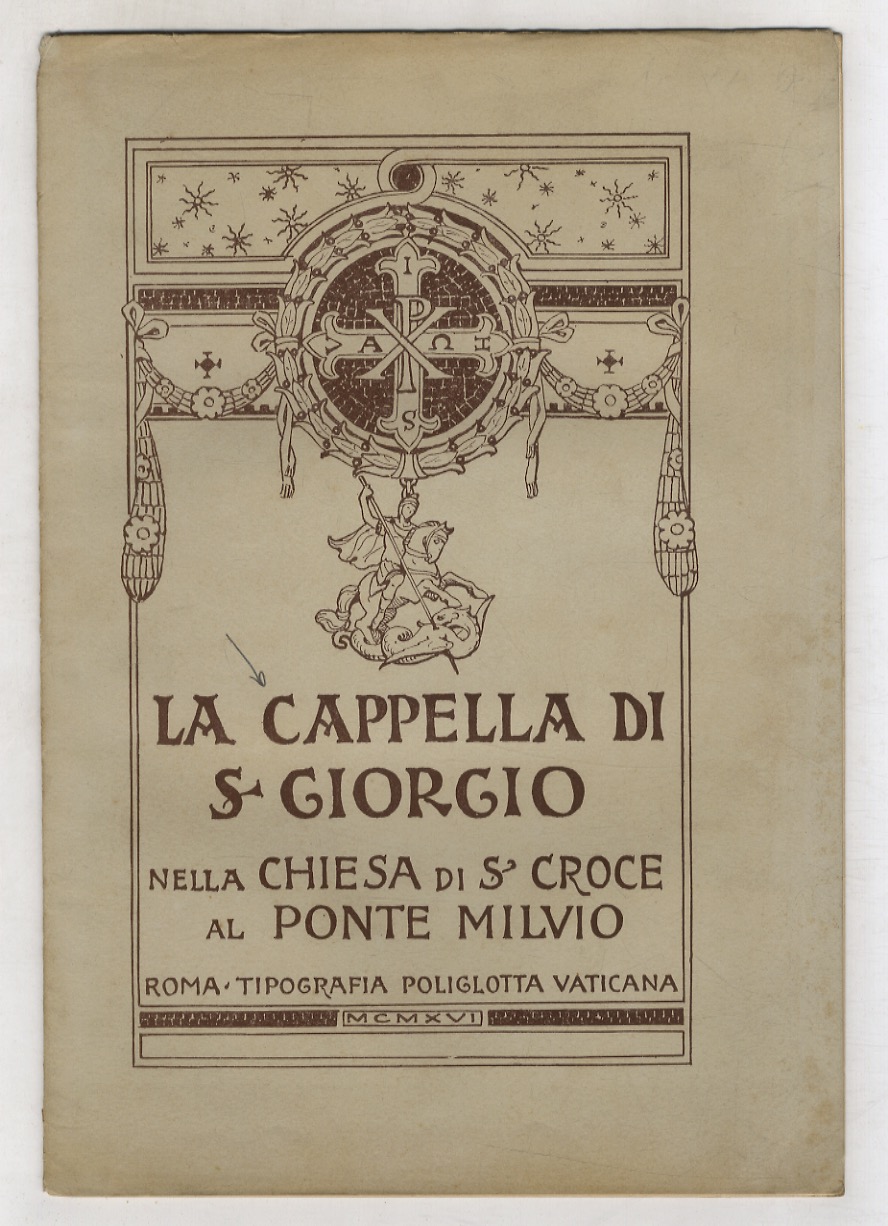 I
P
V A Ω H
S
LA CAPPELLA DI
S· GIORGIO
NELLA CHIESA DI S· CROCE
AL PONTE MILVIO
ROMA · TIPOGRAFIA POLIGLOTTA VATICANA
MCMXVI